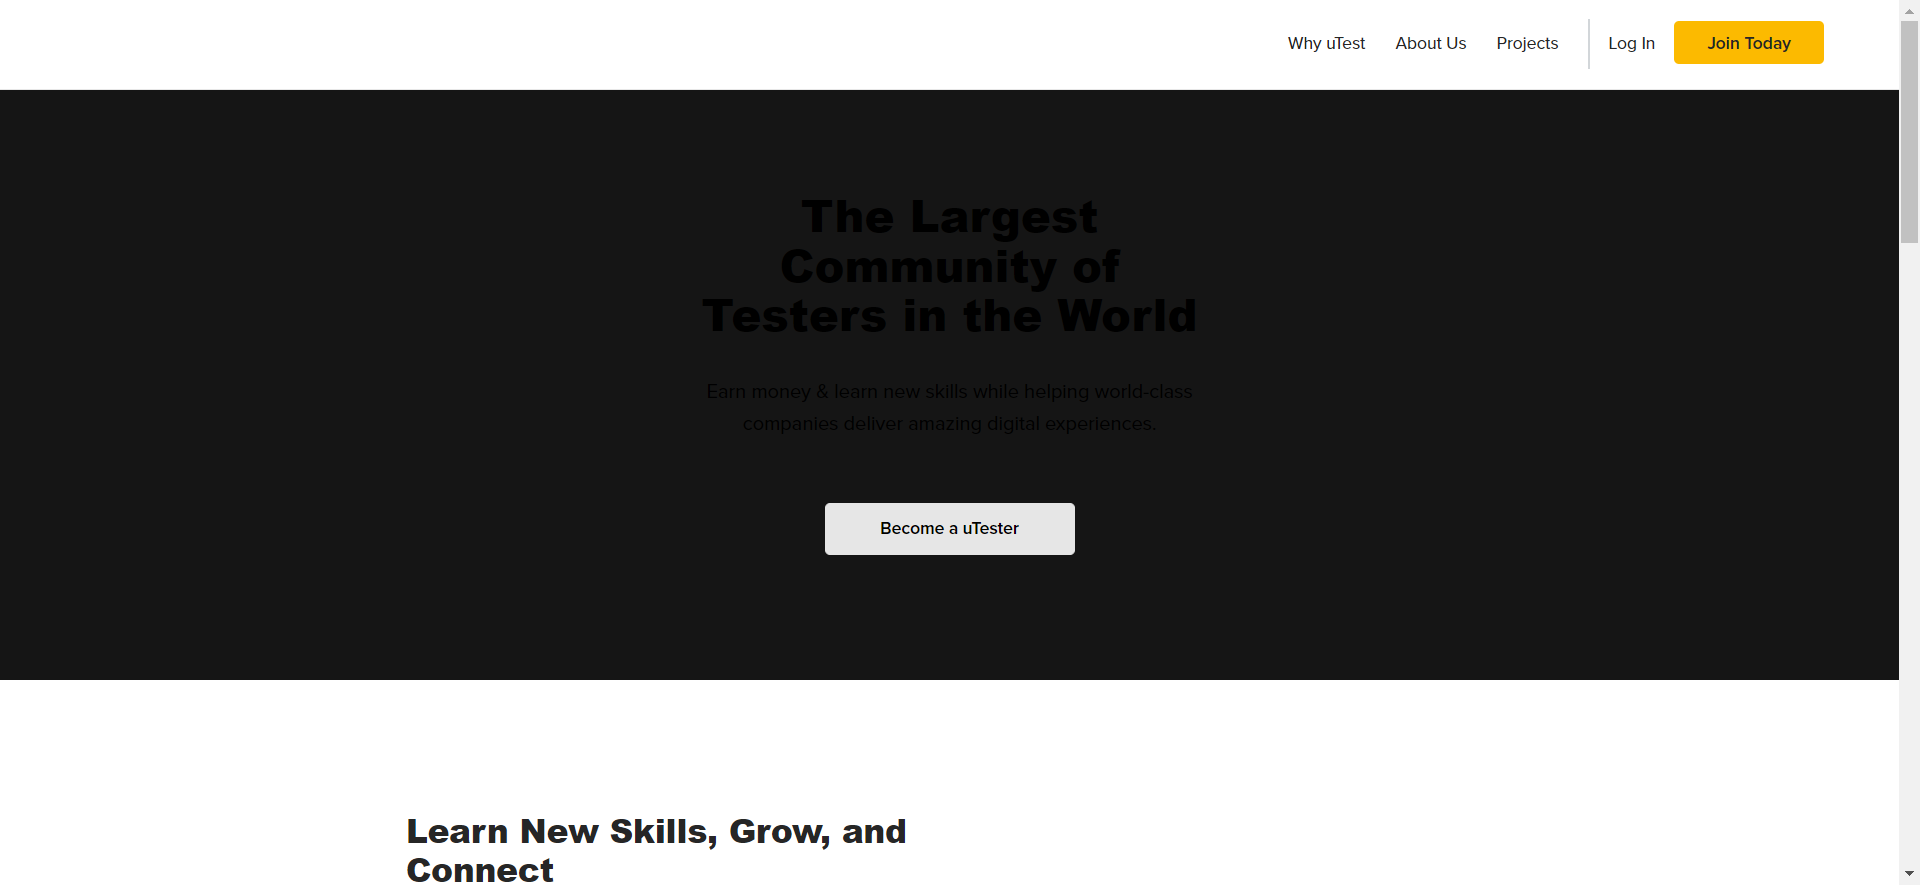 Why uTest About Us Projects Log In Join Today
The Largest
Community of
Testers in the World
Earn money & learn new skills while helping world-class
companies deliver amazing digital experiences.
Become a uTester
Learn New Skills, Grow, and
Connect